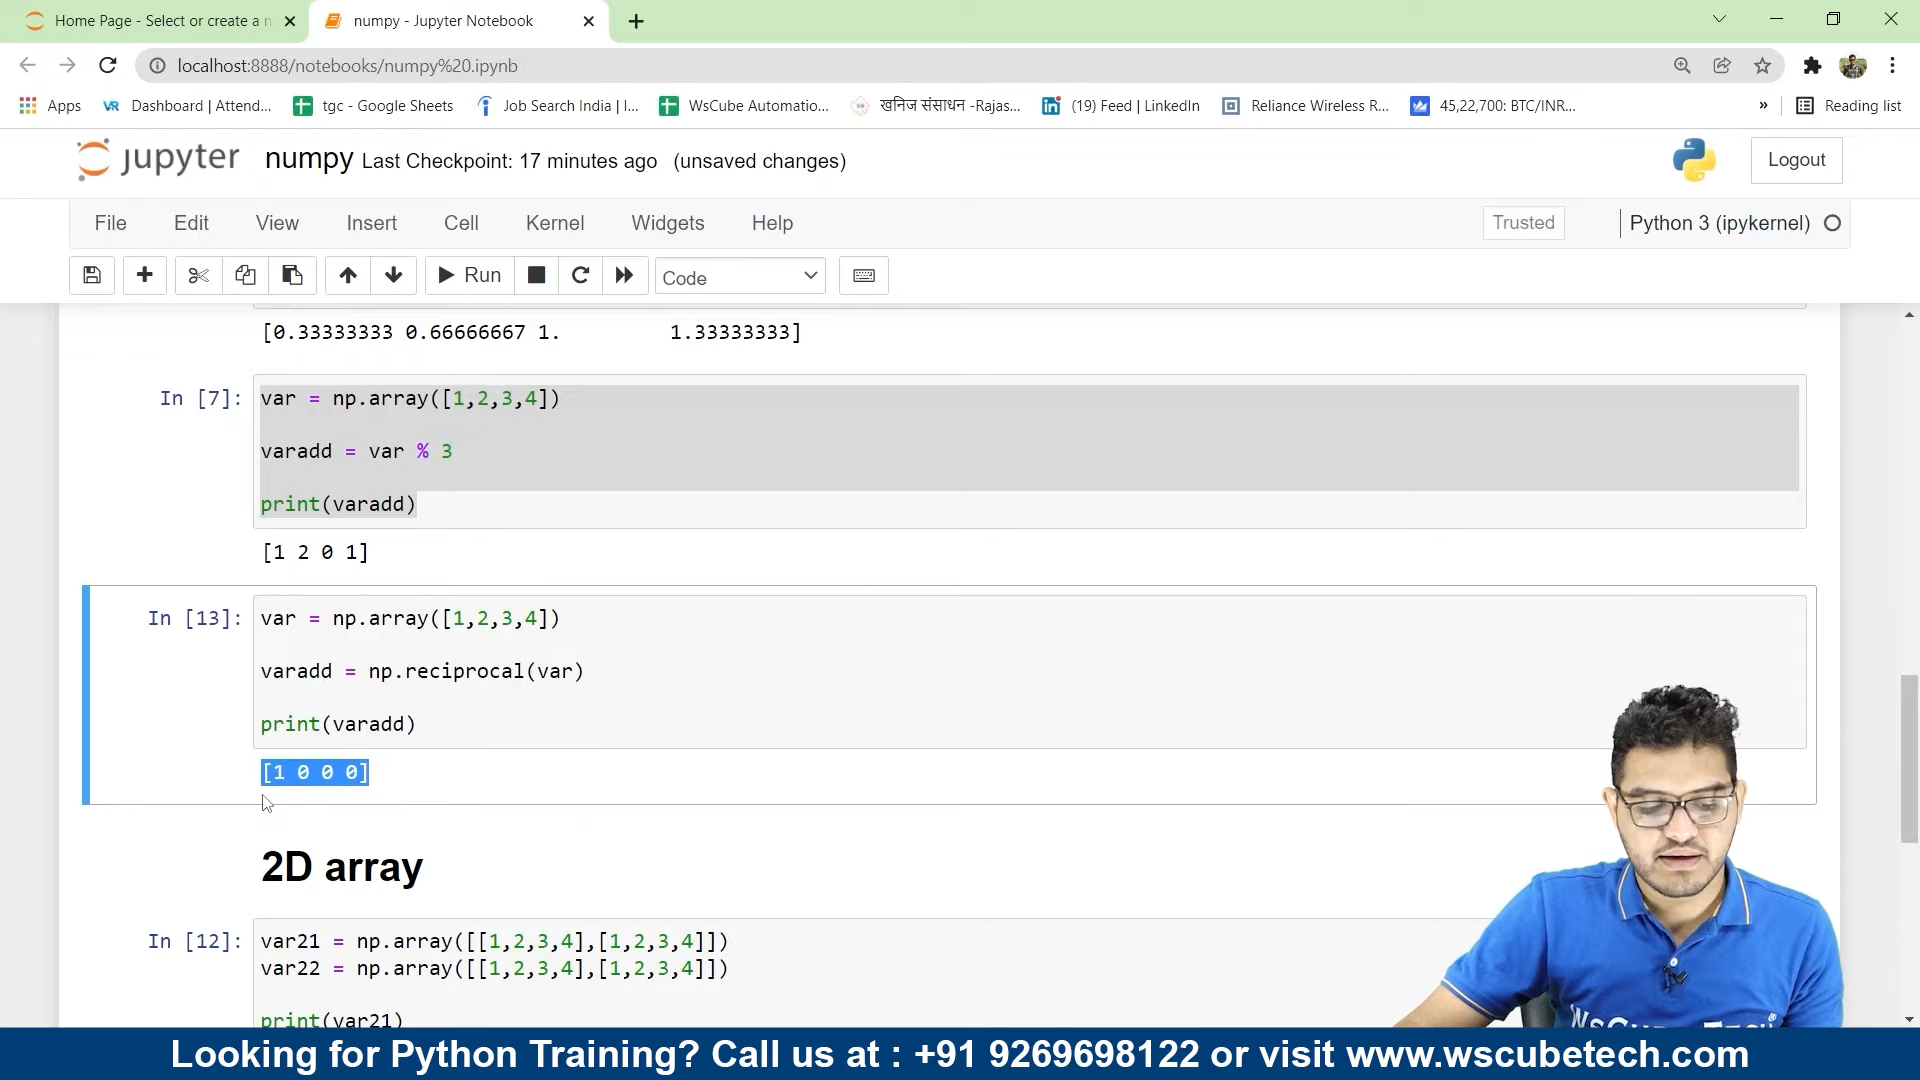 Home Page - Select or create a n
numpy - Jupyter Notebook
localhost:8888/notebooks/numpy%20.ipynb
Apps
Dashboard | Attend...
tgc - Google Sheets
Job Search India | I...
WsCube Automatio...
खनिज संसाधन -Rajas...
(19) Feed | LinkedIn
Reliance Wireless R...
45,22,700: BTC/INR...
»
Reading list
jupyter numpy Last Checkpoint: 17 minutes ago (unsaved changes)
Logout
File Edit View Insert Cell Kernel Widgets Help
Trusted
Python 3 (ipykernel)
Run
Code
[0.33333333 0.66666667 1.         1.33333333]
In [7]: var = np.array([1,2,3,4])
varadd = var % 3
print(varadd)
[1 2 0 1]
In [13]: var = np.array([1,2,3,4])
varadd = np.reciprocal(var)
print(varadd)
[1 0 0 0]
2D array
In [12]: var21 = np.array([[1,2,3,4],[1,2,3,4]])
var22 = np.array([[1,2,3,4],[1,2,3,4]])
print(var21)
Looking for Python Training? Call us at : +91 9269698122 or visit www.wscubetech.com